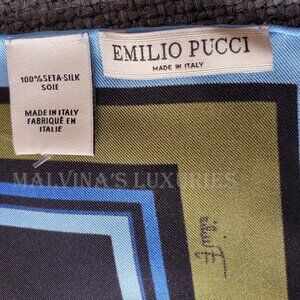 EMILIO PUCCI
MADE IN ITALY
100%SETA-SILK
SOIE
MADE IN ITALY
FABRIQUÉ EN
ITALIE
MALVINA'S LUXURIES